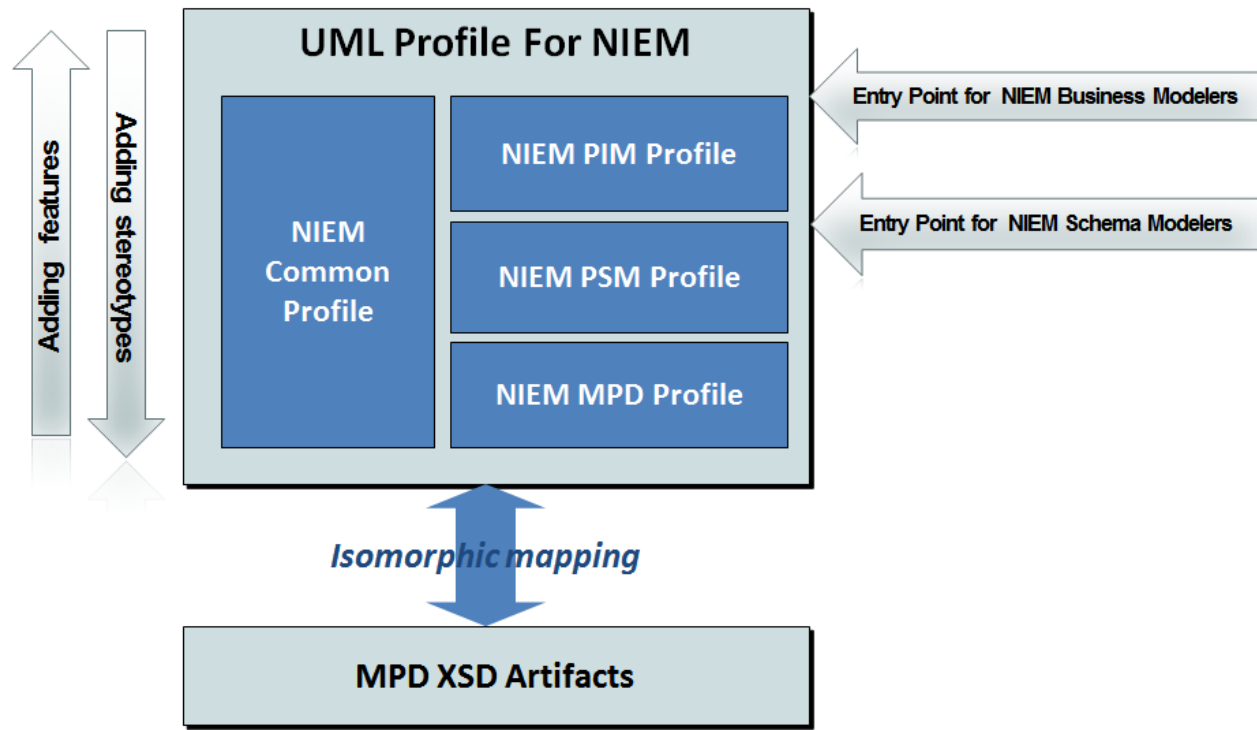 UML Profile For NIEM
Adding features
Adding stereotypes
NIEM
Common
Profile
NIEM PIM Profile
NIEM PSM Profile
NIEM MPD Profile
Entry Point for NIEM Business Modelers
Entry Point for NIEM Schema Modelers
Isomorphic mapping
MPD XSD Artifacts